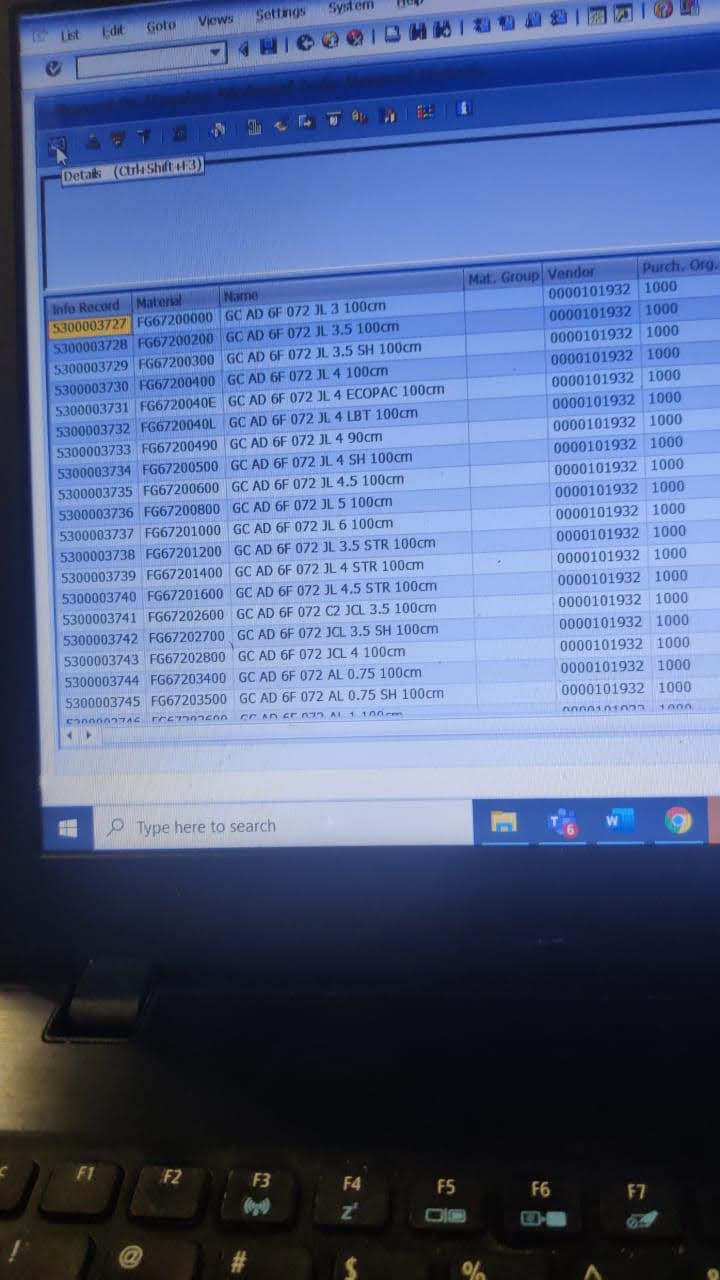 List Edit Goto Views Settings System Help
Details (Ctrl+Shift+F3)
Info Record Material Name Mat. Group Vendor Purch. Org.
5300003727 FG67200000 GC AD 6F 072 JL 3 100cm 0000101932 1000
5300003728 FG67200200 GC AD 6F 072 JL 3.5 100cm 0000101932 1000
5300003729 FG67200300 GC AD 6F 072 JL 3.5 SH 100cm 0000101932 1000
5300003730 FG67200400 GC AD 6F 072 JL 4 100cm 0000101932 1000
5300003731 FG6720040E GC AD 6F 072 JL 4 ECOPAC 100cm 0000101932 1000
5300003732 FG6720040L GC AD 6F 072 JL 4 LBT 100cm 0000101932 1000
5300003733 FG67200490 GC AD 6F 072 JL 4 90cm 0000101932 1000
5300003734 FG67200500 GC AD 6F 072 JL 4 SH 100cm 0000101932 1000
5300003735 FG67200600 GC AD 6F 072 JL 4.5 100cm 0000101932 1000
5300003736 FG67200800 GC AD 6F 072 JL 5 100cm 0000101932 1000
5300003737 FG67201000 GC AD 6F 072 JL 6 100cm 0000101932 1000
5300003738 FG67201200 GC AD 6F 072 JL 3.5 STR 100cm 0000101932 1000
5300003739 FG67201400 GC AD 6F 072 JL 4 STR 100cm 0000101932 1000
5300003740 FG67201600 GC AD 6F 072 JL 4.5 STR 100cm 0000101932 1000
5300003741 FG67202600 GC AD 6F 072 C2 JCL 3.5 100cm 0000101932 1000
5300003742 FG67202700 GC AD 6F 072 JCL 3.5 SH 100cm 0000101932 1000
5300003743 FG67202800 GC AD 6F 072 JCL 4 100cm 0000101932 1000
5300003744 FG67203400 GC AD 6F 072 AL 0.75 100cm 0000101932 1000
5300003745 FG67203500 GC AD 6F 072 AL 0.75 SH 100cm 0000101932 1000
5300003746 FG67203600 GC AD 6F 072 AL 1 100cm 0000101932 1000
Type here to search
T 6 W
F1 F2 F3 F4 F5 F6 F7
z
! @ # $ % ^